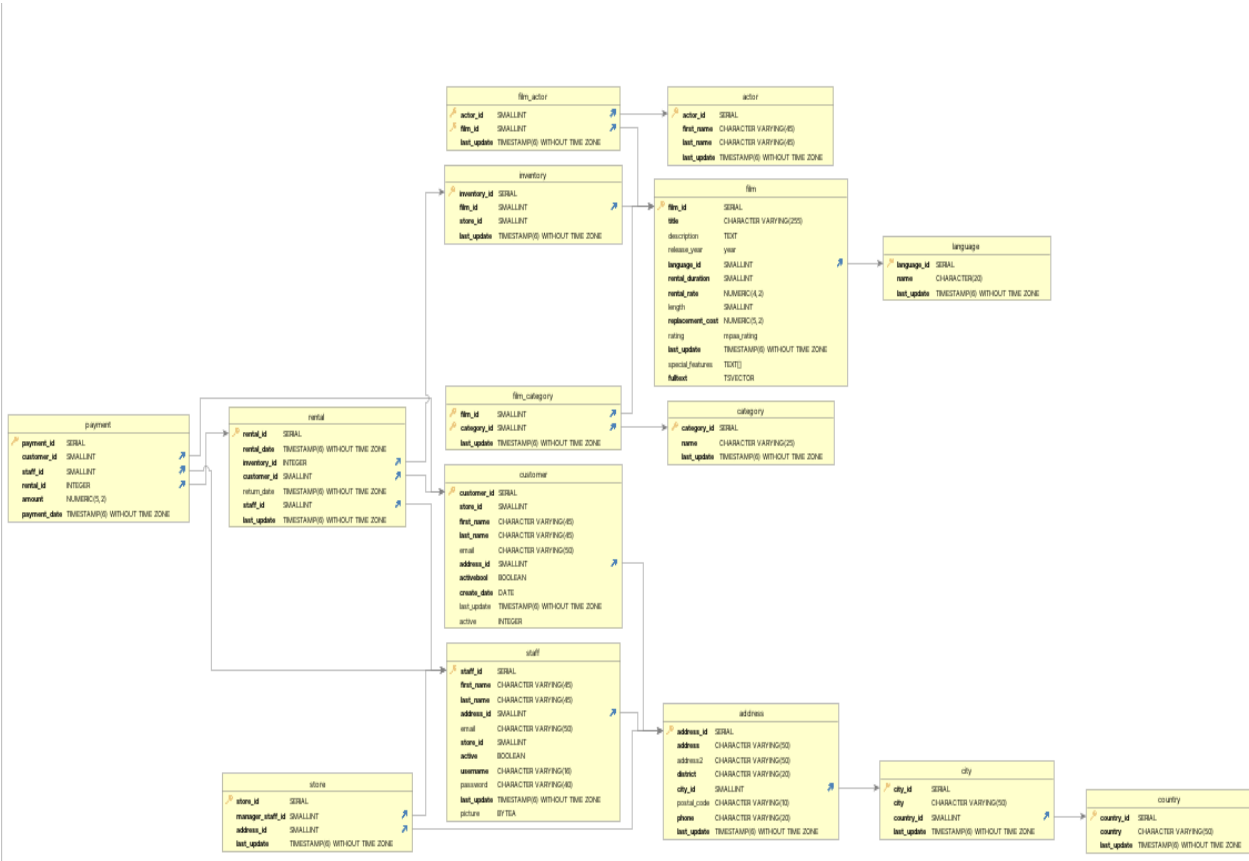 film_actor
actor_id SMALLINT
film_id SMALLINT
last_update TIMESTAMP(6) WITHOUT TIME ZONE
actor
actor_id SERIAL
first_name CHARACTER VARYING(45)
last_name CHARACTER VARYING(45)
last_update TIMESTAMP(6) WITHOUT TIME ZONE
inventory
inventory_id SERIAL
film_id SMALLINT
store_id SMALLINT
last_update TIMESTAMP(6) WITHOUT TIME ZONE
film
film_id SERIAL
title CHARACTER VARYING(255)
description TEXT
release_year year
language_id SMALLINT
rental_duration SMALLINT
rental_rate NUMERIC(4,2)
length SMALLINT
replacement_cost NUMERIC(5,2)
rating mpaa_rating
last_update TIMESTAMP(6) WITHOUT TIME ZONE
special_features TEXT[]
fulltext TSVECTOR
language
language_id SERIAL
name CHARACTER(20)
last_update TIMESTAMP(6) WITHOUT TIME ZONE
film_category
film_id SMALLINT
category_id SMALLINT
last_update TIMESTAMP(6) WITHOUT TIME ZONE
category
category_id SERIAL
name CHARACTER VARYING(25)
last_update TIMESTAMP(6) WITHOUT TIME ZONE
payment
payment_id SERIAL
customer_id SMALLINT
staff_id SMALLINT
rental_id INTEGER
amount NUMERIC(5,2)
payment_date TIMESTAMP(6) WITHOUT TIME ZONE
rental
rental_id SERIAL
rental_date TIMESTAMP(6) WITHOUT TIME ZONE
inventory_id INTEGER
customer_id SMALLINT
return_date TIMESTAMP(6) WITHOUT TIME ZONE
staff_id SMALLINT
last_update TIMESTAMP(6) WITHOUT TIME ZONE
customer
customer_id SERIAL
store_id SMALLINT
first_name CHARACTER VARYING(45)
last_name CHARACTER VARYING(45)
email CHARACTER VARYING(50)
address_id SMALLINT
activebool BOOLEAN
create_date DATE
last_update TIMESTAMP(6) WITHOUT TIME ZONE
active INTEGER
staff
staff_id SERIAL
first_name CHARACTER VARYING(45)
last_name CHARACTER VARYING(45)
address_id SMALLINT
email CHARACTER VARYING(50)
store_id SMALLINT
active BOOLEAN
username CHARACTER VARYING(16)
password CHARACTER VARYING(40)
last_update TIMESTAMP(6) WITHOUT TIME ZONE
picture BYTEA
store
store_id SERIAL
manager_staff_id SMALLINT
address_id SMALLINT
last_update TIMESTAMP(6) WITHOUT TIME ZONE
address
address_id SERIAL
address CHARACTER VARYING(50)
address2 CHARACTER VARYING(50)
district CHARACTER VARYING(20)
city_id SMALLINT
postal_code CHARACTER VARYING(10)
phone CHARACTER VARYING(20)
last_update TIMESTAMP(6) WITHOUT TIME ZONE
city
city_id SERIAL
city CHARACTER VARYING(50)
country_id SMALLINT
last_update TIMESTAMP(6) WITHOUT TIME ZONE
country
country_id SERIAL
country CHARACTER VARYING(50)
last_update TIMESTAMP(6) WITHOUT TIME ZONE